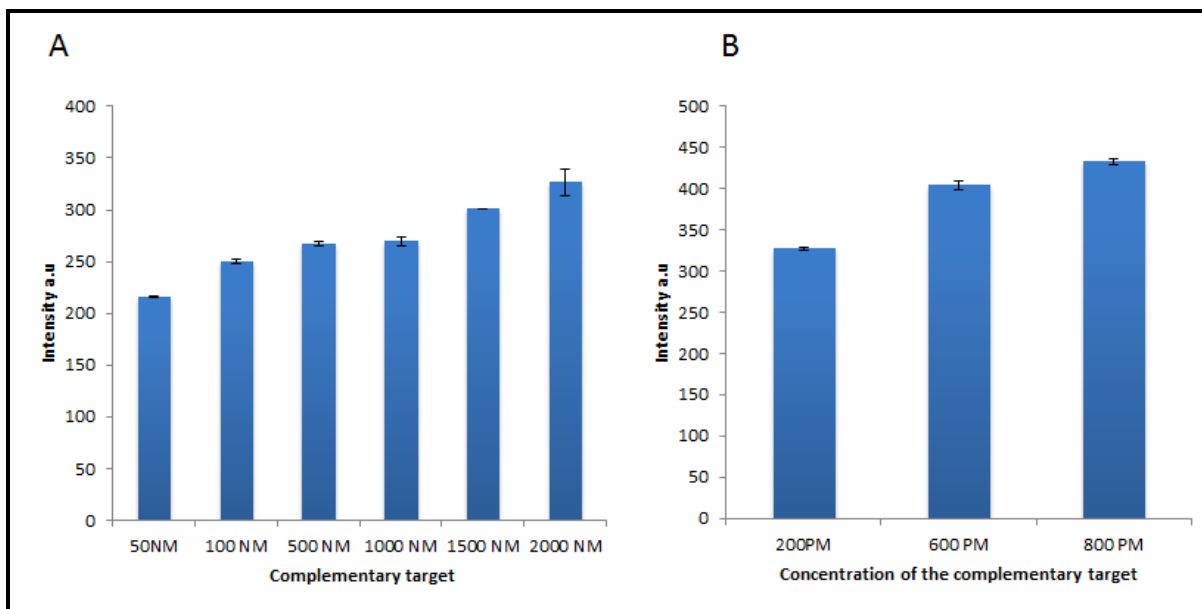 A
400
350
300
250
200
150
100
50
0
Intensity a.u
50NM 100 NM 500 NM 1000 NM 1500 NM 2000 NM
Complementary target
B
500
450
400
350
300
250
200
150
100
50
0
Intensity a.u
200PM 600 PM 800 PM
Concentration of the complementary target